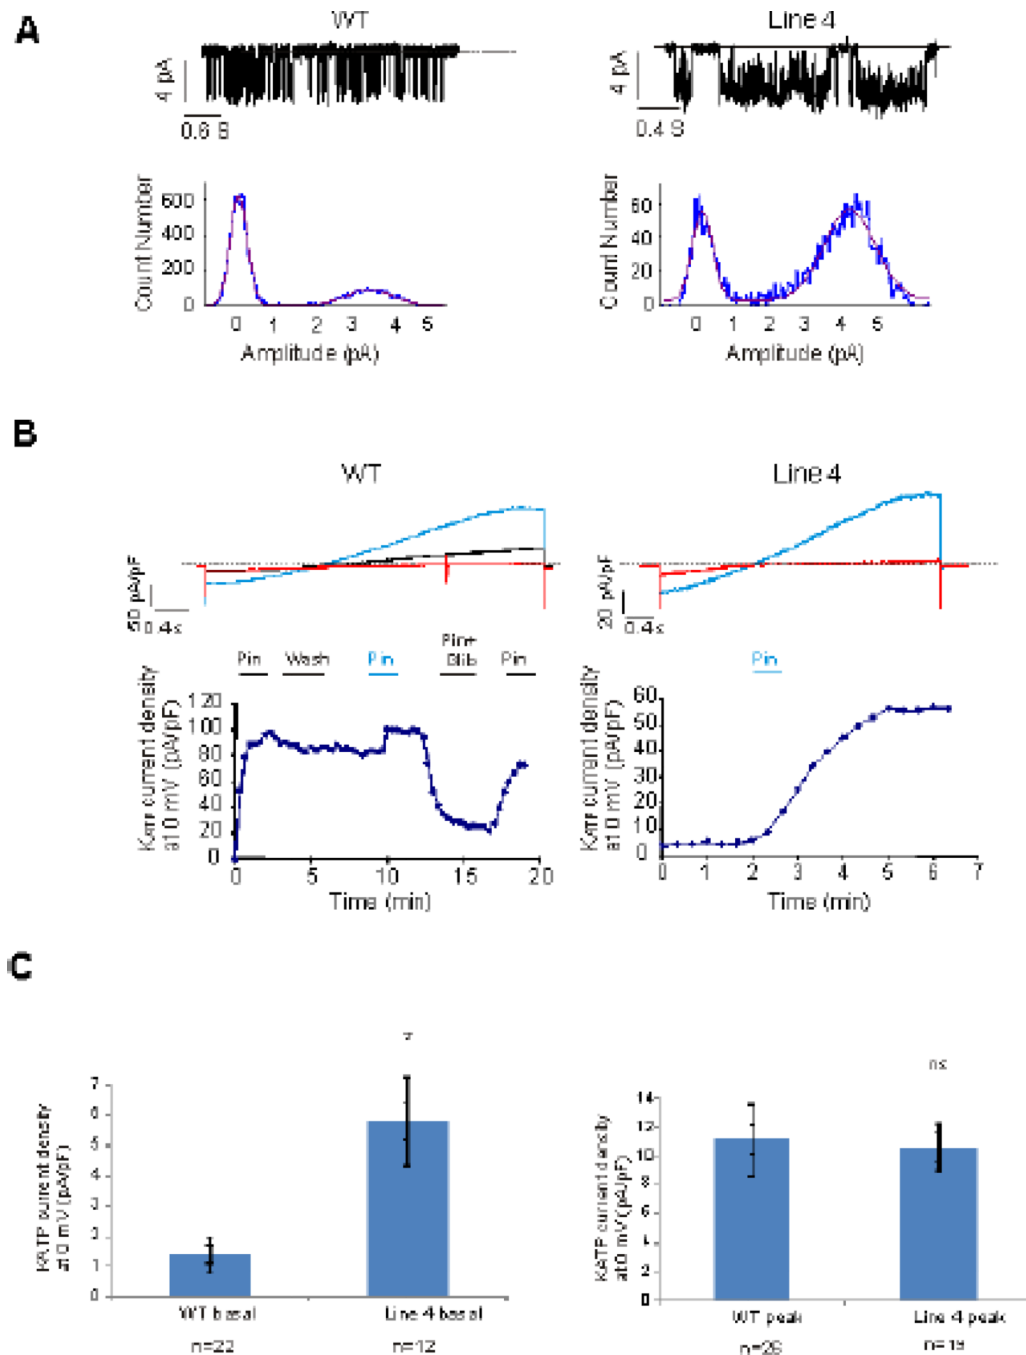 A
WT
Line 4
4 pA
0.6 S
4 pA
0.4 S
Count Number
600
400
200
0
0 1 2 3 4 5
Amplitude (pA)
Count Number
60
40
20
0
0 1 2 3 4 5
Amplitude (pA)
B
WT
Line 4
50 pA/pF
0.4s
20 pA/pF
0.4s
Pin
Wash
Pin
Pin+
Glib
Pin
KATP current density
at 0 mV (pA/pF)
120
100
80
60
40
20
0
0 5 10 15 20
Time (min)
Pin
KATP current density
at 0 mV (pA/pF)
60
50
40
30
20
10
0
0 1 2 3 4 5 6 7
Time (min)
C
*
KATP current density
at 0 mV (pA/pF)
7
6
5
4
3
2
1
0
WT basal
Line 4 basal
n=22
n=12
ns
KATP current density
at 0 mV (pA/pF)
14
12
10
8
6
4
2
0
WT peak
Line 4 peak
n=26
n=19